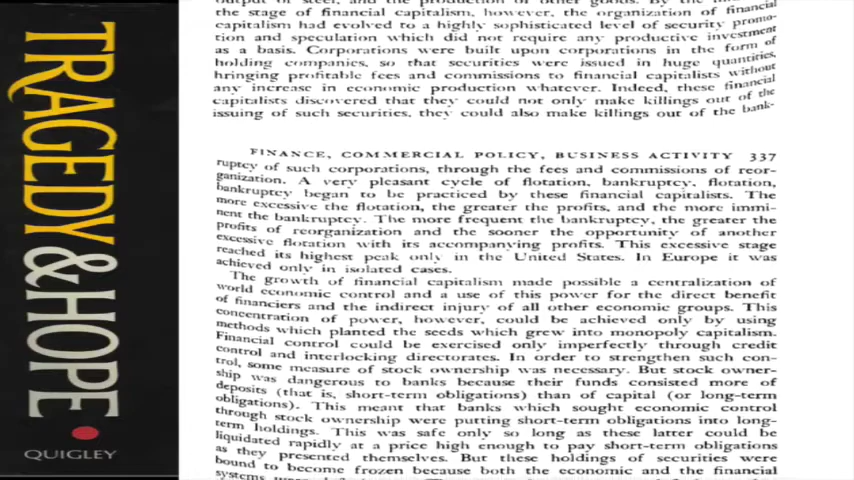 TRAGEDY & HOPE
QUIGLEY
the stage of financial capitalism, however, the organization of financial
capitalism had evolved to a highly sophisticated level of security promo-
tion and speculation which did not require any productive investment
as a basis. Corporations were built upon corporations in the form of
holding companies, so that securities were issued in huge quantities,
bringing profitable fees and commissions to financial capitalists without
any increase in economic production whatever. Indeed, these financial
capitalists discovered that they could not only make killings out of the
issuing of such securities, they could also make killings out of the bank-
FINANCE, COMMERCIAL POLICY, BUSINESS ACTIVITY 337
ruptcy of such corporations, through the fees and commissions of reor-
ganization. A very pleasant cycle of flotation, bankruptcy, flotation,
bankruptcy began to be practiced by these financial capitalists. The
more excessive the flotation, the greater the profits, and the more immi-
nent the bankruptcy. The more frequent the bankruptcy, the greater the
profits of reorganization and the sooner the opportunity of another
excessive flotation with its accompanying profits. This excessive stage
reached its highest peak only in the United States. In Europe it was
achieved only in isolated cases.
The growth of financial capitalism made possible a centralization of
world economic control and a use of this power for the direct benefit
of financiers and the indirect injury of all other economic groups. This
concentration of power, however, could be achieved only by using
methods which planted the seeds which grew into monopoly capitalism.
Financial control could be exercised only imperfectly through credit
control and interlocking directorates. In order to strengthen such con-
trol, some measure of stock ownership was necessary. But stock owner-
ship was dangerous to banks because their funds consisted more of
deposits (that is, short-term obligations) than of capital (or long-term
obligations). This meant that banks which sought economic control
through stock ownership were putting short-term obligations into long-
term holdings. This was safe only so long as these latter could be
liquidated rapidly at a price high enough to pay short-term obligations
as they presented themselves. But these holdings of securities were
bound to become frozen because both the economic and the financial